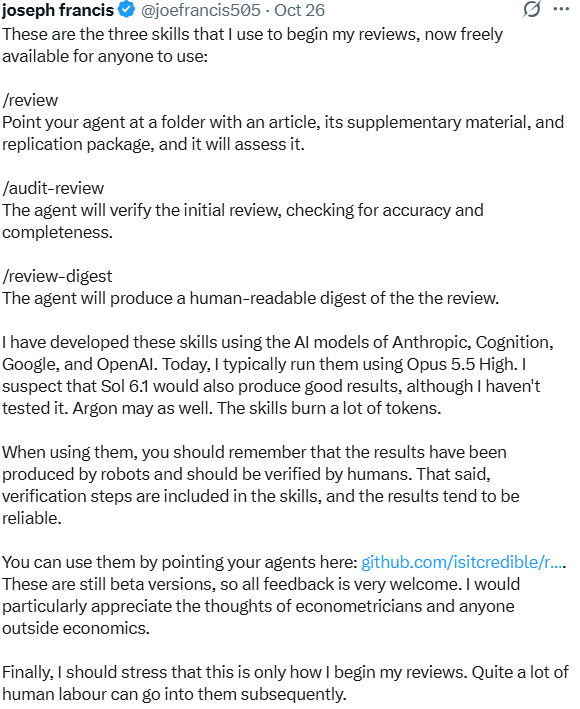 joseph francis @joefrancis505 · Oct 26
These are the three skills that I use to begin my reviews, now freely
available for anyone to use:
/review
Point your agent at a folder with an article, its supplementary material, and
replication package, and it will assess it.
/audit-review
The agent will verify the initial review, checking for accuracy and
completeness.
/review-digest
The agent will produce a human-readable digest of the the review.
I have developed these skills using the AI models of Anthropic, Cognition,
Google, and OpenAI. Today, I typically run them using Opus 5.5 High. I
suspect that Sol 6.1 would also produce good results, although I haven't
tested it. Argon may as well. The skills burn a lot of tokens.
When using them, you should remember that the results have been
produced by robots and should be verified by humans. That said,
verification steps are included in the skills, and the results tend to be
reliable.
You can use them by pointing your agents here: github.com/isitcredible/r....
These are still beta versions, so all feedback is very welcome. I would
particularly appreciate the thoughts of econometricians and anyone
outside economics.
Finally, I should stress that this is only how I begin my reviews. Quite a lot of
human labour can go into them subsequently.